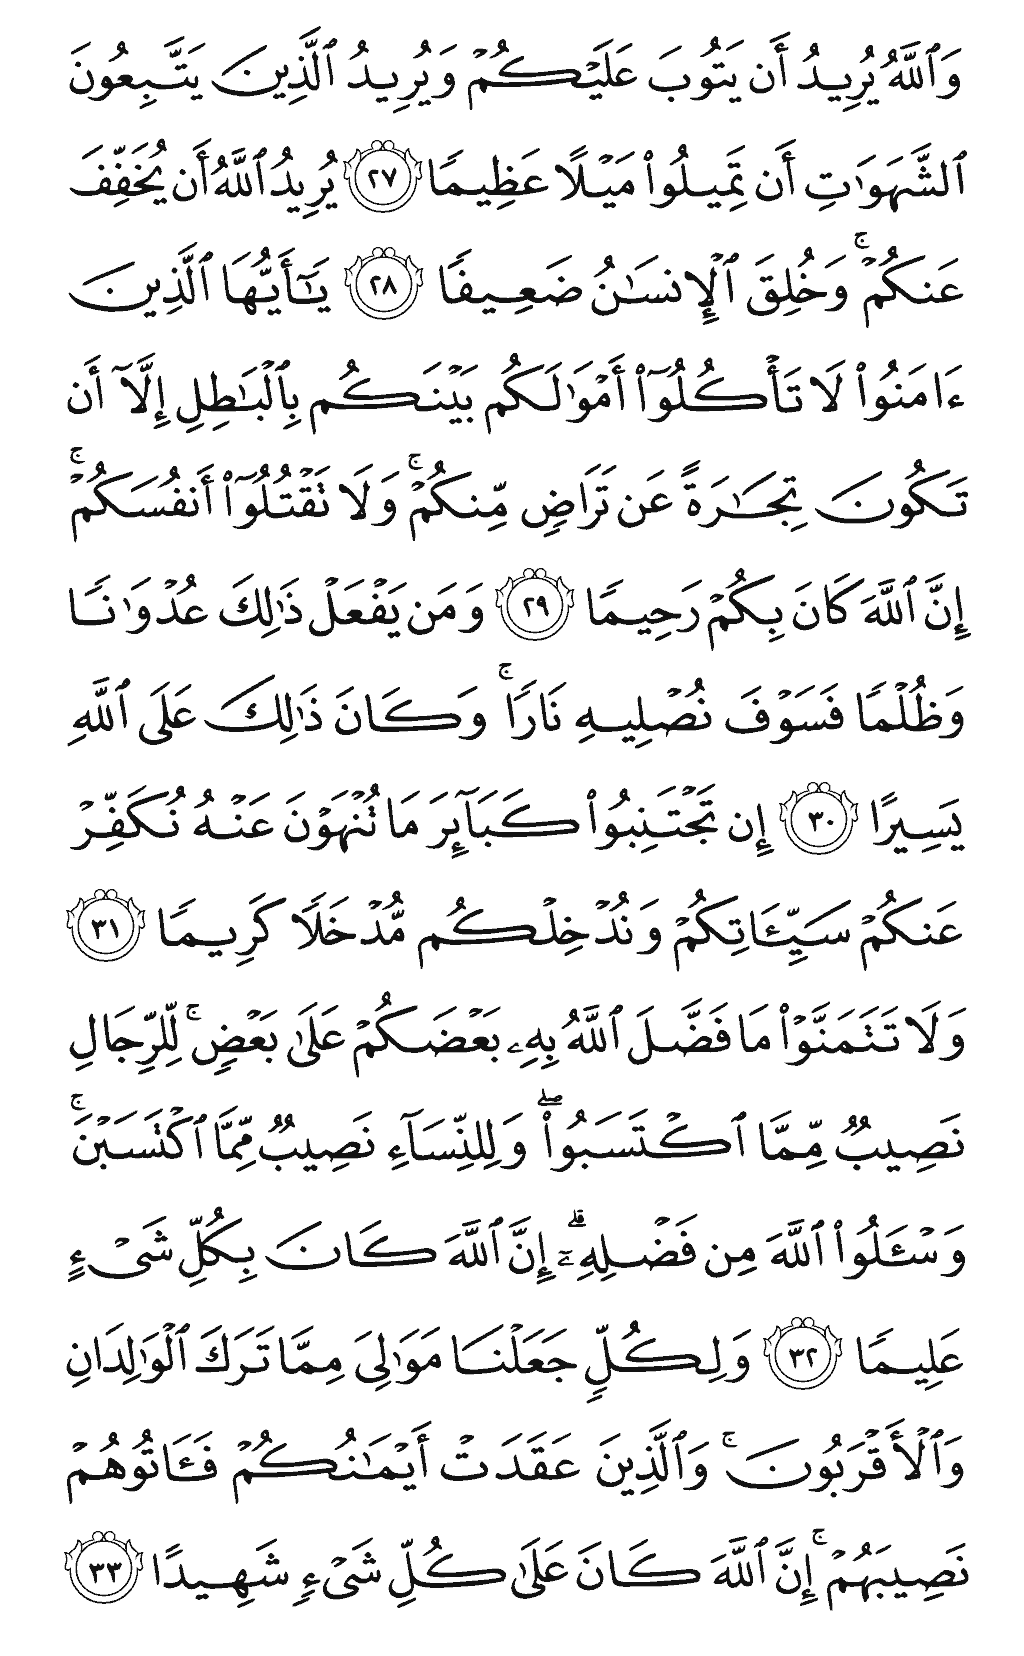 وَٱللَّهُ يُرِيدُ أَن يَتُوبَ عَلَيْكُمْ وَيُرِيدُ ٱلَّذِينَ يَتَّبِعُونَ
ٱلشَّهَوَٰتِ أَن تَمِيلُوا۟ مَيْلًا عَظِيمًا ٢٧ يُرِيدُ ٱللَّهُ أَن يُخَفِّفَ
عَنكُمْ ۚ وَخُلِقَ ٱلْإِنسَٰنُ ضَعِيفًا ٢٨ يَٰٓأَيُّهَا ٱلَّذِينَ
ءَامَنُوا۟ لَا تَأْكُلُوٓا۟ أَمْوَٰلَكُم بَيْنَكُم بِٱلْبَٰطِلِ إِلَّآ أَن
تَكُونَ تِجَٰرَةً عَن تَرَاضٍ مِّنكُمْ ۚ وَلَا تَقْتُلُوٓا۟ أَنفُسَكُمْ ۚ
إِنَّ ٱللَّهَ كَانَ بِكُمْ رَحِيمًا ٢٩ وَمَن يَفْعَلْ ذَٰلِكَ عُدْوَٰنًا
وَظُلْمًا فَسَوْفَ نُصْلِيهِ نَارًا ۚ وَكَانَ ذَٰلِكَ عَلَى ٱللَّهِ
يَسِيرًا ٣٠ إِن تَجْتَنِبُوا۟ كَبَآئِرَ مَا تُنْهَوْنَ عَنْهُ نُكَفِّرْ
عَنكُمْ سَيِّـَٔاتِكُمْ وَنُدْخِلْكُم مُّدْخَلًا كَرِيمًا ٣١
وَلَا تَتَمَنَّوْا۟ مَا فَضَّلَ ٱللَّهُ بِهِۦ بَعْضَكُمْ عَلَىٰ بَعْضٍ ۚ لِّلرِّجَالِ
نَصِيبٌ مِّمَّا ٱكْتَسَبُوا۟ ۖ وَلِلنِّسَآءِ نَصِيبٌ مِّمَّا ٱكْتَسَبْنَ ۚ
وَسْـَٔلُوا۟ ٱللَّهَ مِن فَضْلِهِۦٓ ۗ إِنَّ ٱللَّهَ كَانَ بِكُلِّ شَىْءٍ
عَلِيمًا ٣٢ وَلِكُلٍّ جَعَلْنَا مَوَٰلِىَ مِمَّا تَرَكَ ٱلْوَٰلِدَانِ
وَٱلْأَقْرَبُونَ ۚ وَٱلَّذِينَ عَقَدَتْ أَيْمَٰنُكُمْ فَـَٔاتُوهُمْ
نَصِيبَهُمْ ۚ إِنَّ ٱللَّهَ كَانَ عَلَىٰ كُلِّ شَىْءٍ شَهِيدًا ٣٣